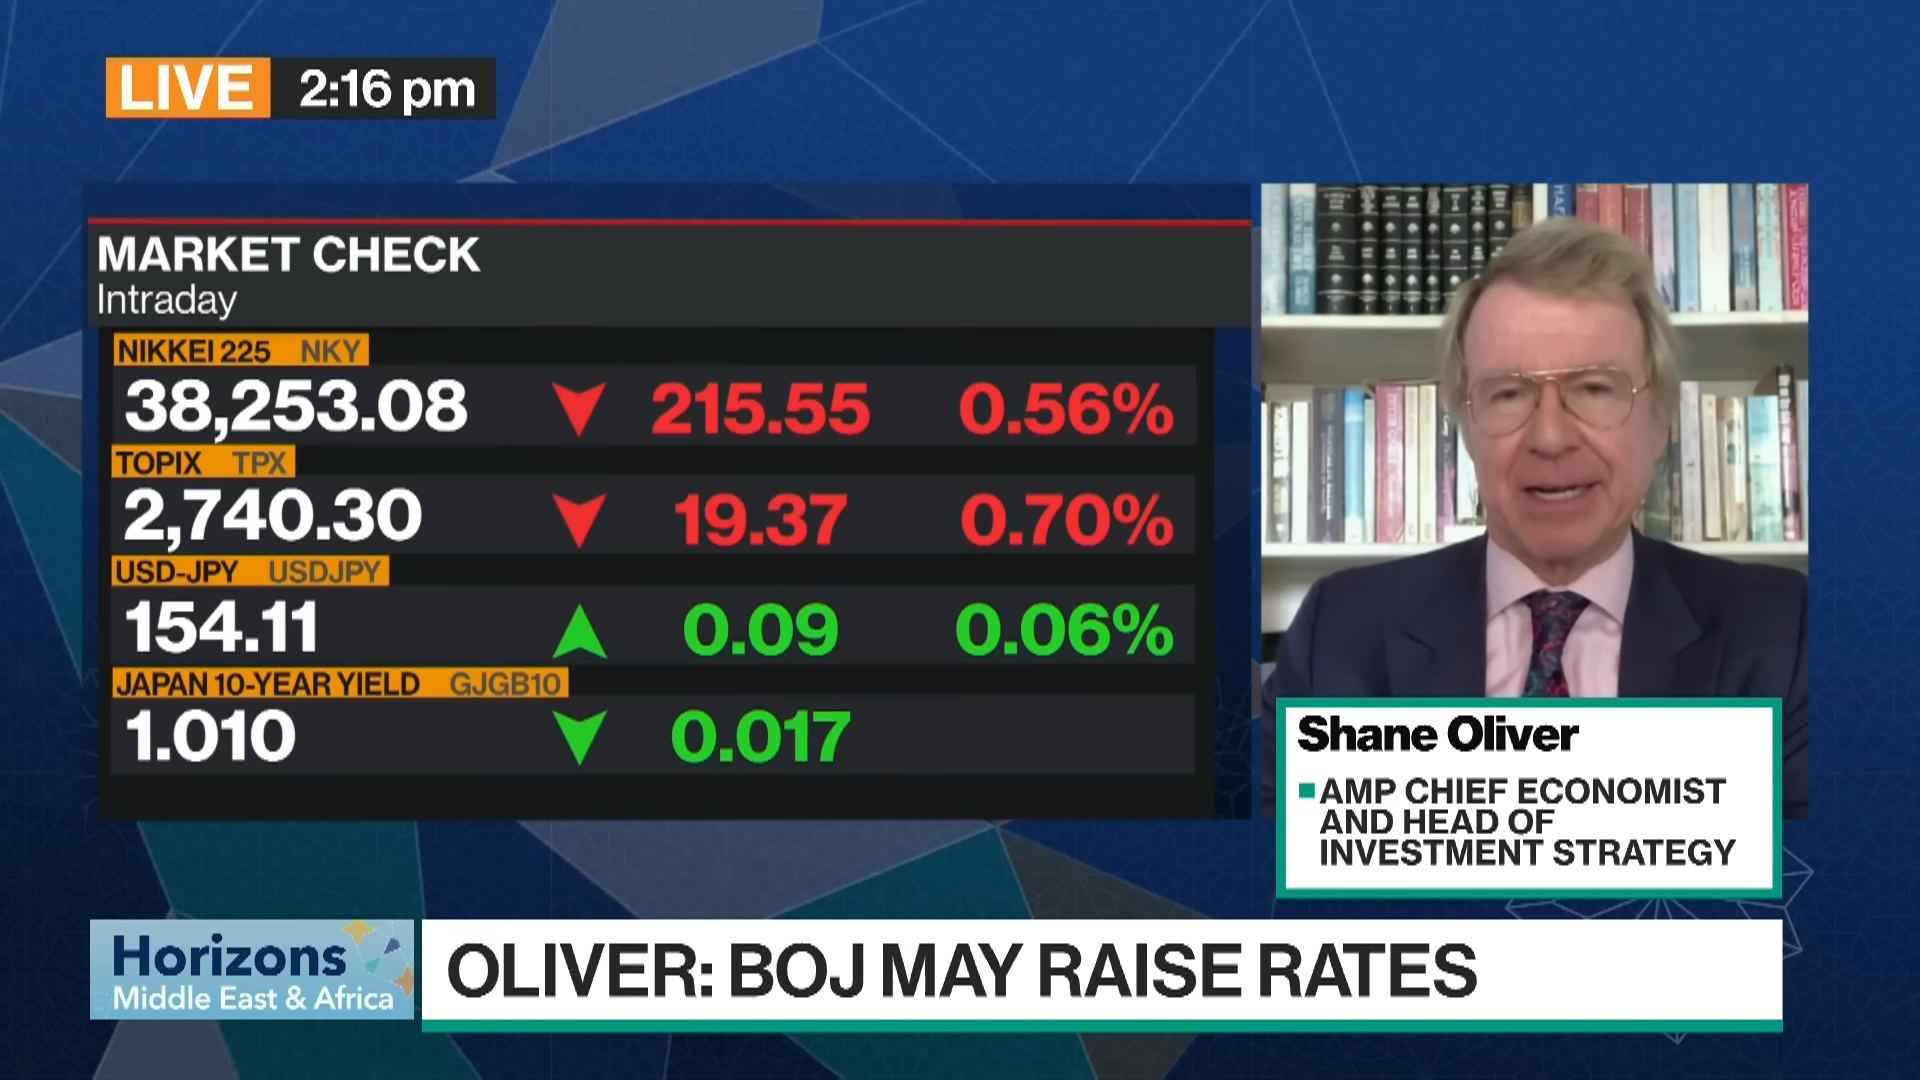 LIVE 2:16 pm
MARKET CHECK
Intraday
NIKKEI 225 NKY
38,253.08 215.55 0.56%
TOPIX TPX
2,740.30 19.37 0.70%
USD-JPY USDJPY
154.11 0.09 0.06%
JAPAN 10-YEAR YIELD GJGB10
1.010 0.017
Shane Oliver
AMP CHIEF ECONOMIST
AND HEAD OF
INVESTMENT STRATEGY
Horizons
Middle East & Africa
OLIVER: BOJ MAY RAISE RATES